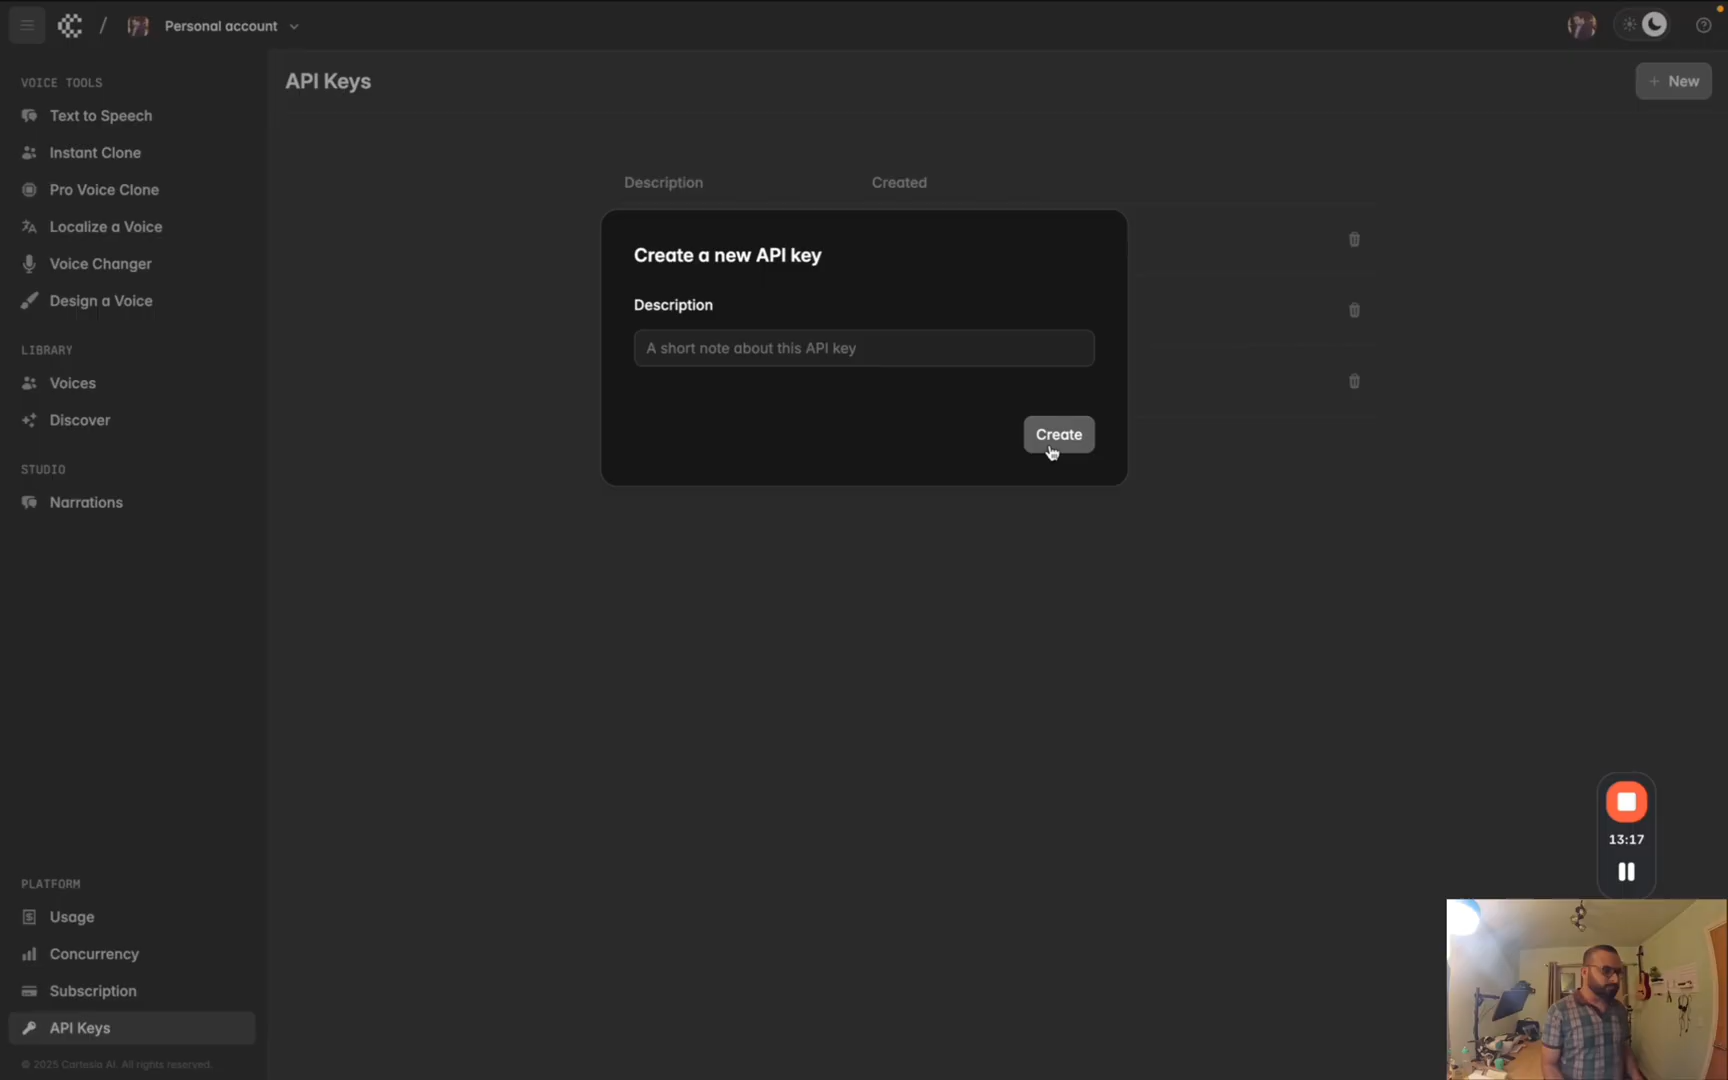 / Personal account
VOICE TOOLS
Text to Speech
Instant Clone
Pro Voice Clone
Localize a Voice
Voice Changer
Design a Voice
LIBRARY
Voices
Discover
STUDIO
Narrations
PLATFORM
Usage
Concurrency
Subscription
API Keys
© 2025 Cartesia AI. All rights reserved.
API Keys
+ New
Description Created
Create a new API key
Description
A short note about this API key
Create
13:17